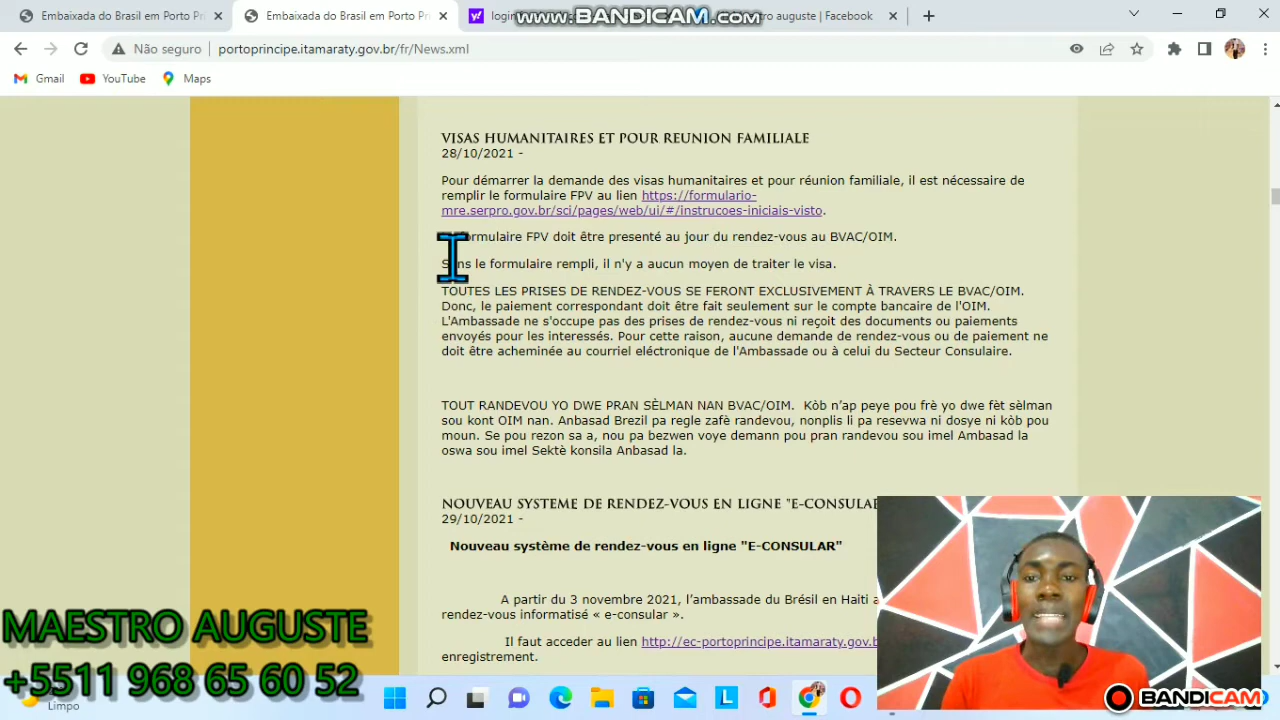 Embaixada do Brasil em Porto Pr
Embaixada do Brasil em Porto Pri
login
www.BANDICAM.com
auguste | Facebook
Não seguro
portoprincipe.itamaraty.gov.br/fr/News.xml
Gmail
YouTube
Maps
VISAS HUMANITAIRES ET POUR REUNION FAMILIALE
28/10/2021 -
Pour démarrer la demande des visas humanitaires et pour réunion familiale, il est nécessaire de
remplir le formulaire FPV au lien https://formulario-
mre.serpro.gov.br/sci/pages/web/ui/#/instrucoes-iniciais-visto.
formulaire FPV doit être presenté au jour du rendez-vous au BVAC/OIM.
Sans le formulaire rempli, il n'y a aucun moyen de traiter le visa.
TOUTES LES PRISES DE RENDEZ-VOUS SE FERONT EXCLUSIVEMENT À TRAVERS LE BVAC/OIM.
Donc, le paiement correspondant doit être fait seulement sur le compte bancaire de l'OIM.
L'Ambassade ne s'occupe pas des prises de rendez-vous ni reçoit des documents ou paiements
envoyés pour les interessés. Pour cette raison, aucune demande de rendez-vous ou de paiement ne
doit être acheminée au courriel eléctronique de l'Ambassade ou à celui du Secteur Consulaire.
TOUT RANDEVOU YO DWE PRAN SÈLMAN NAN BVAC/OIM. Kòb n'ap peye pou frè yo dwe fèt sèlman
sou kont OIM nan. Anbasad Brezil pa regle zafè randevou, nonplis li pa resevwa ni dosye ni kòb pou
moun. Se pou rezon sa a, nou pa bezwen voye demann pou pran randevou sou imel Ambasad la
oswa sou imel Sektè konsila Anbasad la.
NOUVEAU SYSTEME DE RENDEZ-VOUS EN LIGNE "E-CONSULAR
29/10/2021 -
Nouveau système de rendez-vous en ligne "E-CONSULAR"
A partir du 3 novembre 2021, l'ambassade du Brésil en Haiti a
rendez-vous informatisé « e-consular ».
Il faut acceder au lien http://ec-portoprincipe.itamaraty.gov.b
enregistrement.
MAESTRO AUGUSTE
+5511 968 65 60 52
Limpo
BANDICAM